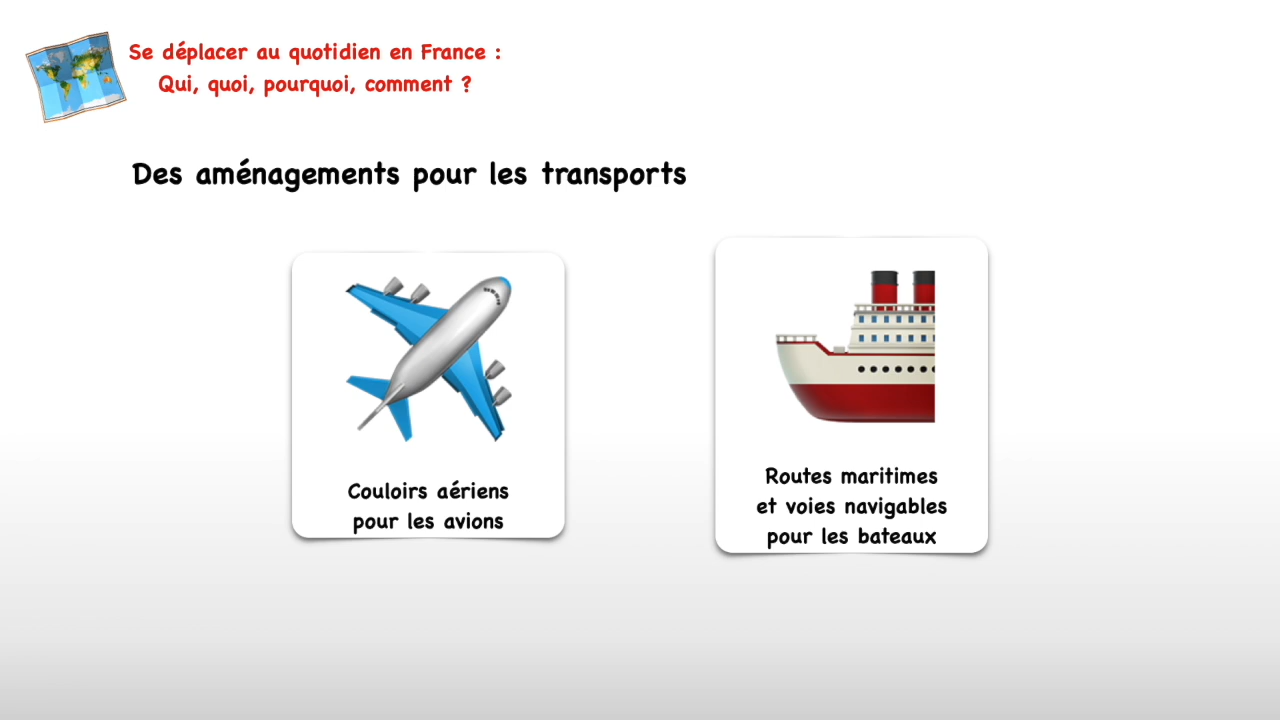 Se déplacer au quotidien en France :
Qui, quoi, pourquoi, comment ?
Des aménagements pour les transports
Couloirs aériens
pour les avions
Routes maritimes
et voies navigables
pour les bateaux